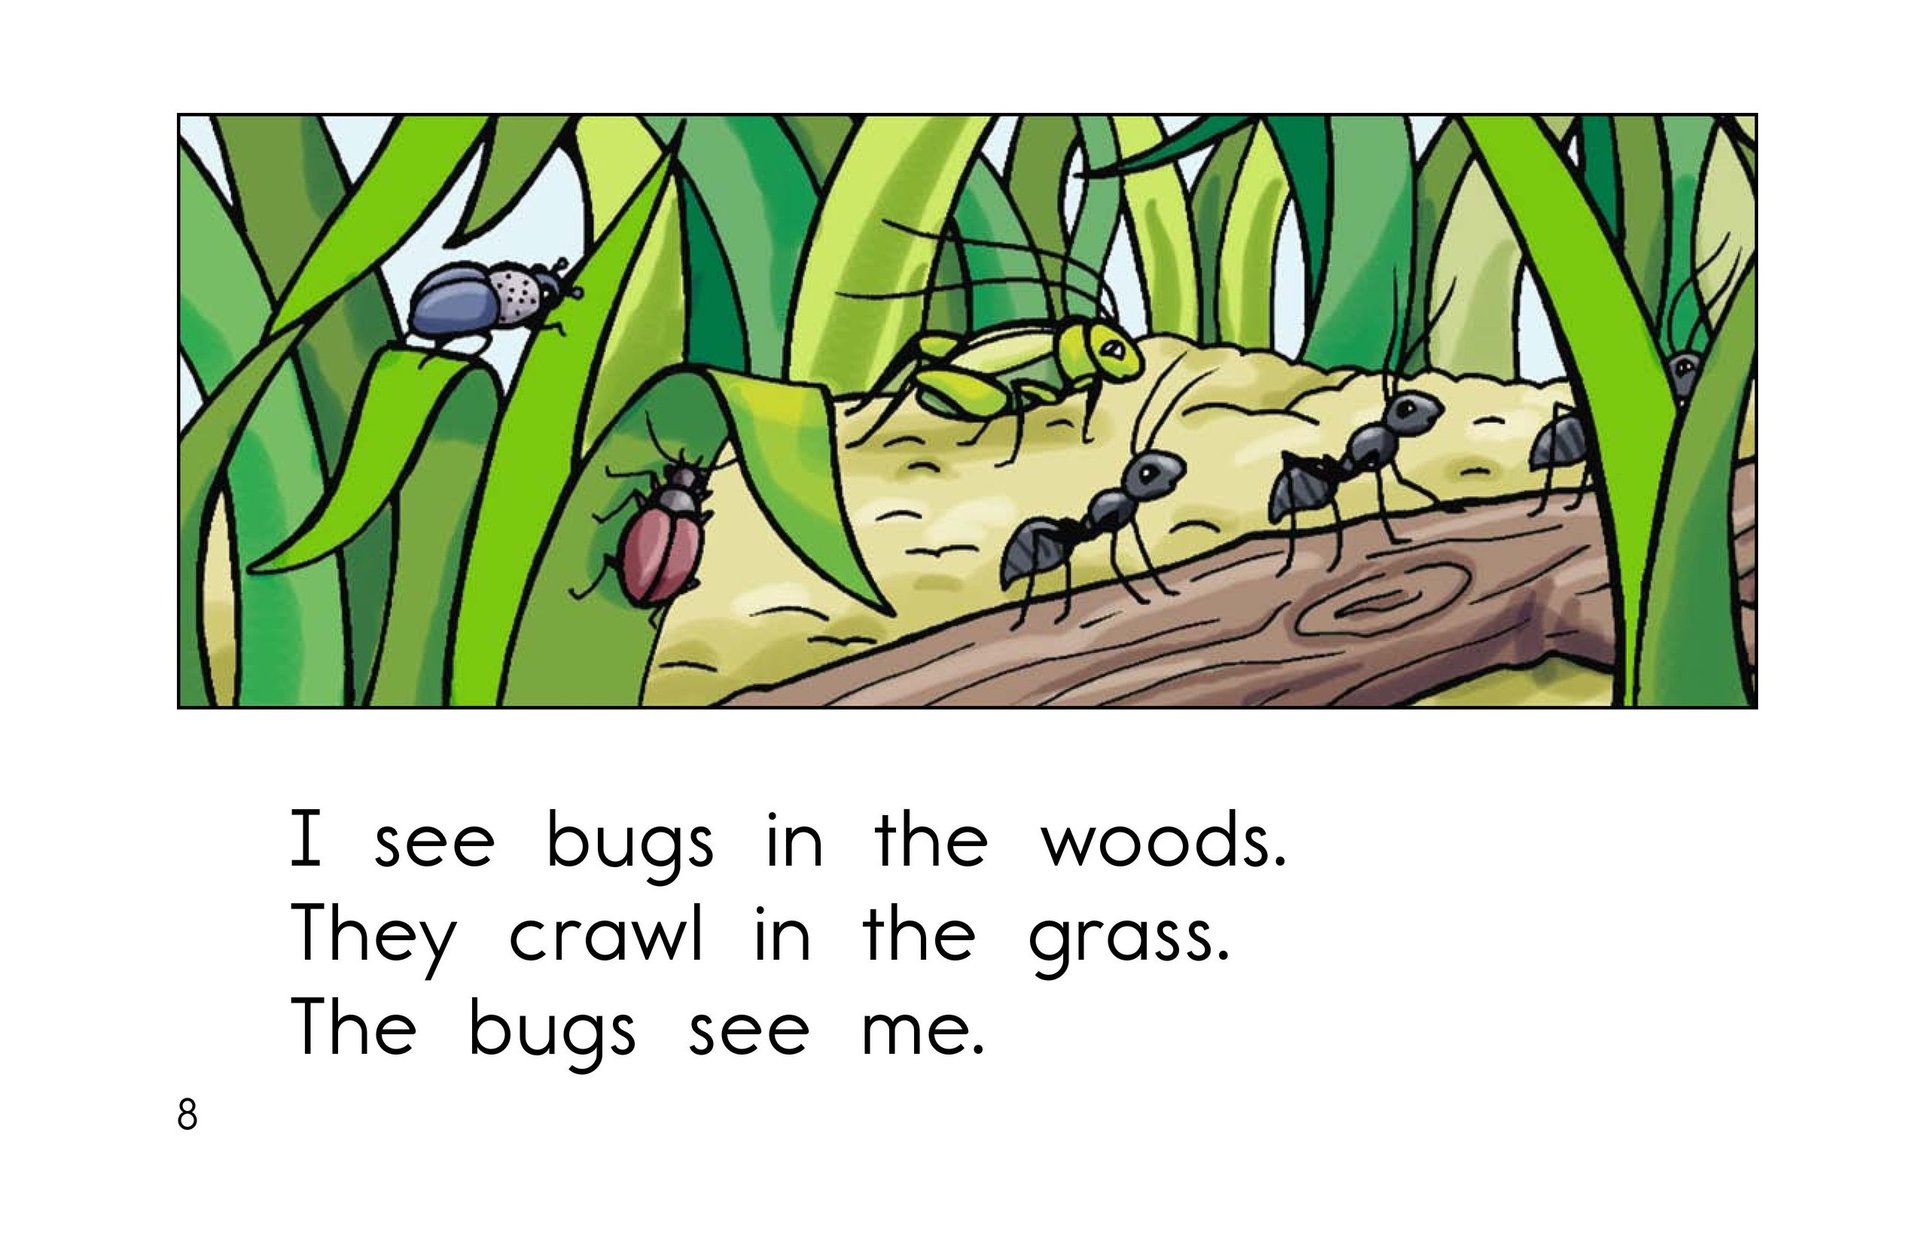 I see bugs in the woods.
They crawl in the grass.
The bugs see me.
8